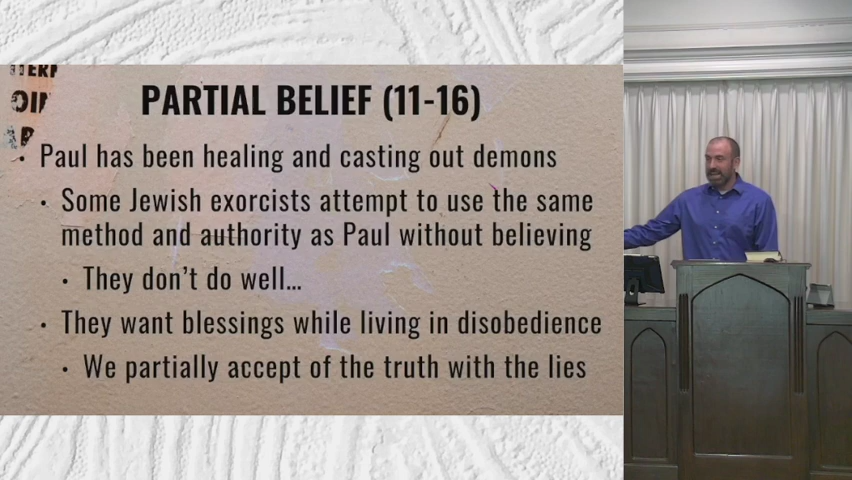 PARTIAL BELIEF (11-16)
• Paul has been healing and casting out demons
• Some Jewish exorcists attempt to use the same
method and authority as Paul without believing
• They don't do well...
• They want blessings while living in disobedience
• We partially accept of the truth with the lies